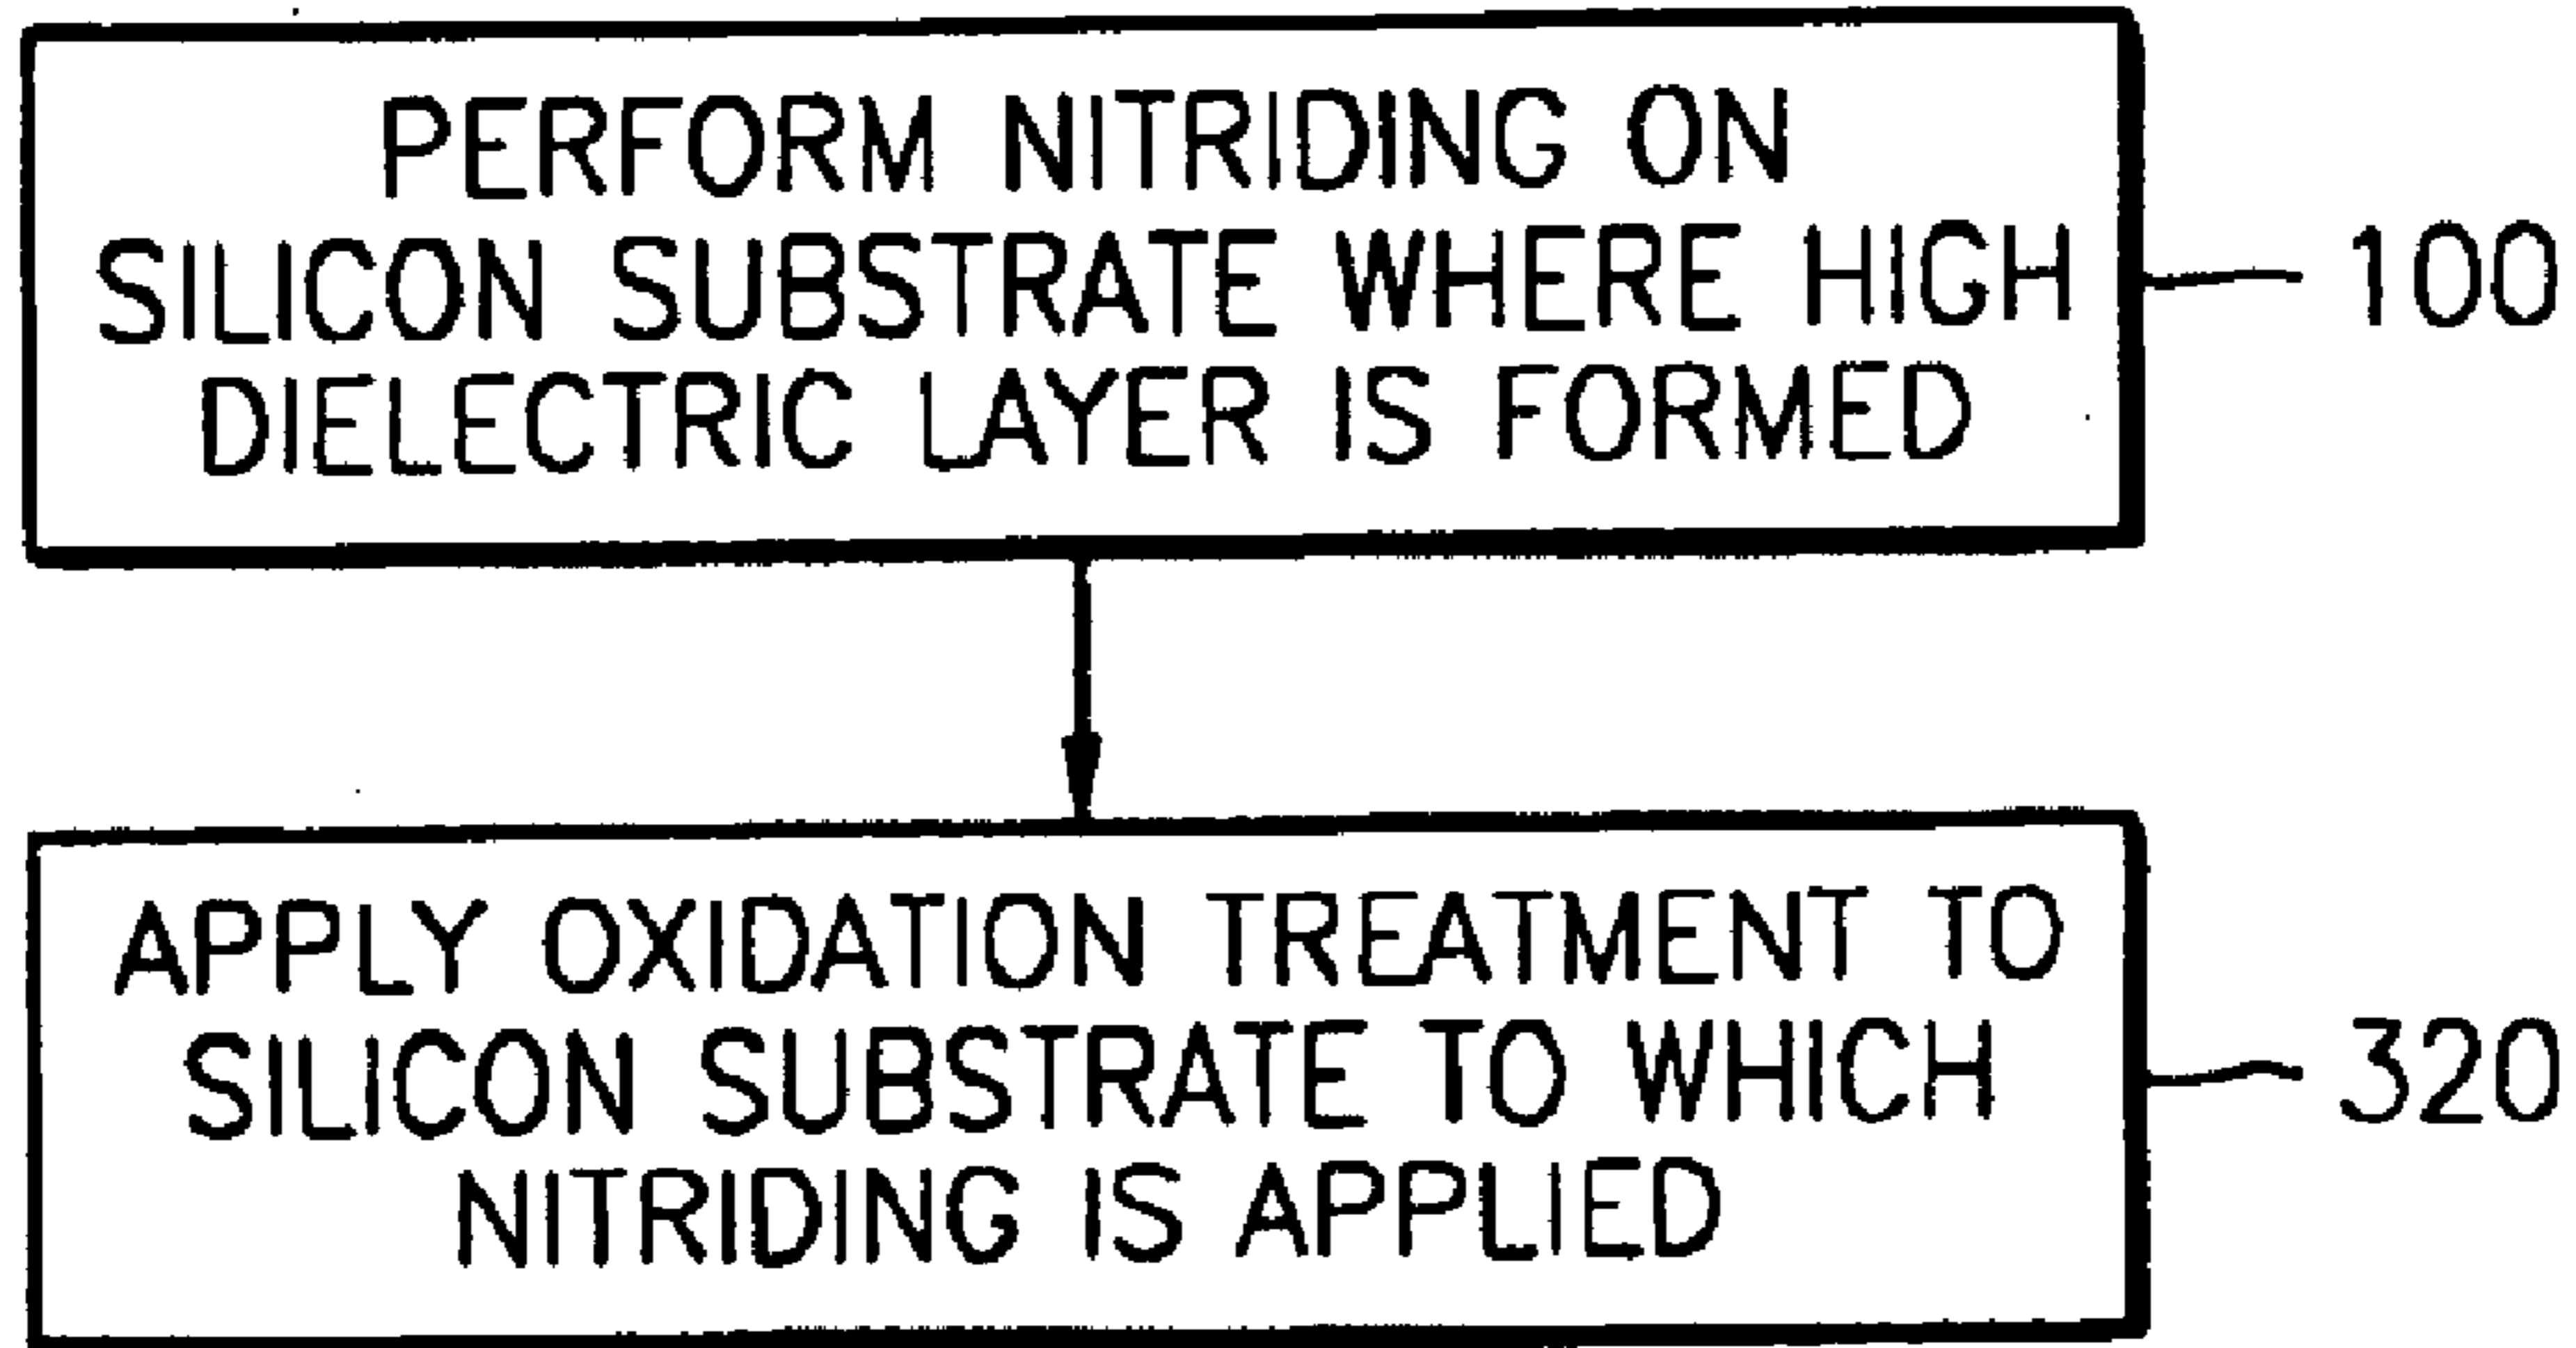 PERFORM NITRIDING ON
SILICON SUBSTRATE WHERE HIGH
DIELECTRIC LAYER IS FORMED
100
APPLY OXIDATION TREATMENT TO
SILICON SUBSTRATE TO WHICH
NITRIDING IS APPLIED
320